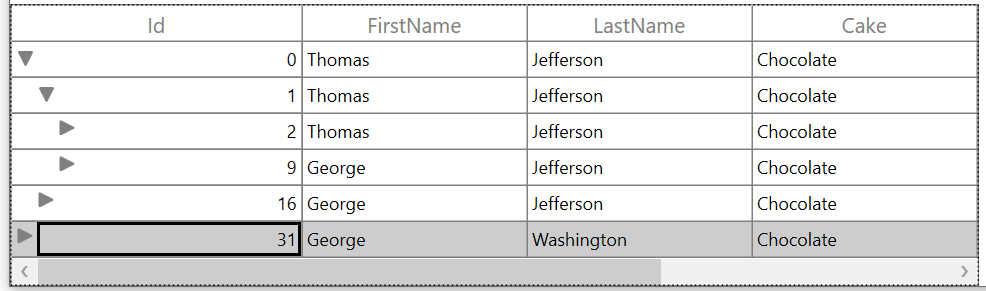 Id FirstName LastName Cake
0 Thomas Jefferson Chocolate
1 Thomas Jefferson Chocolate
2 Thomas Jefferson Chocolate
9 George Jefferson Chocolate
16 George Jefferson Chocolate
31 George Washington Chocolate